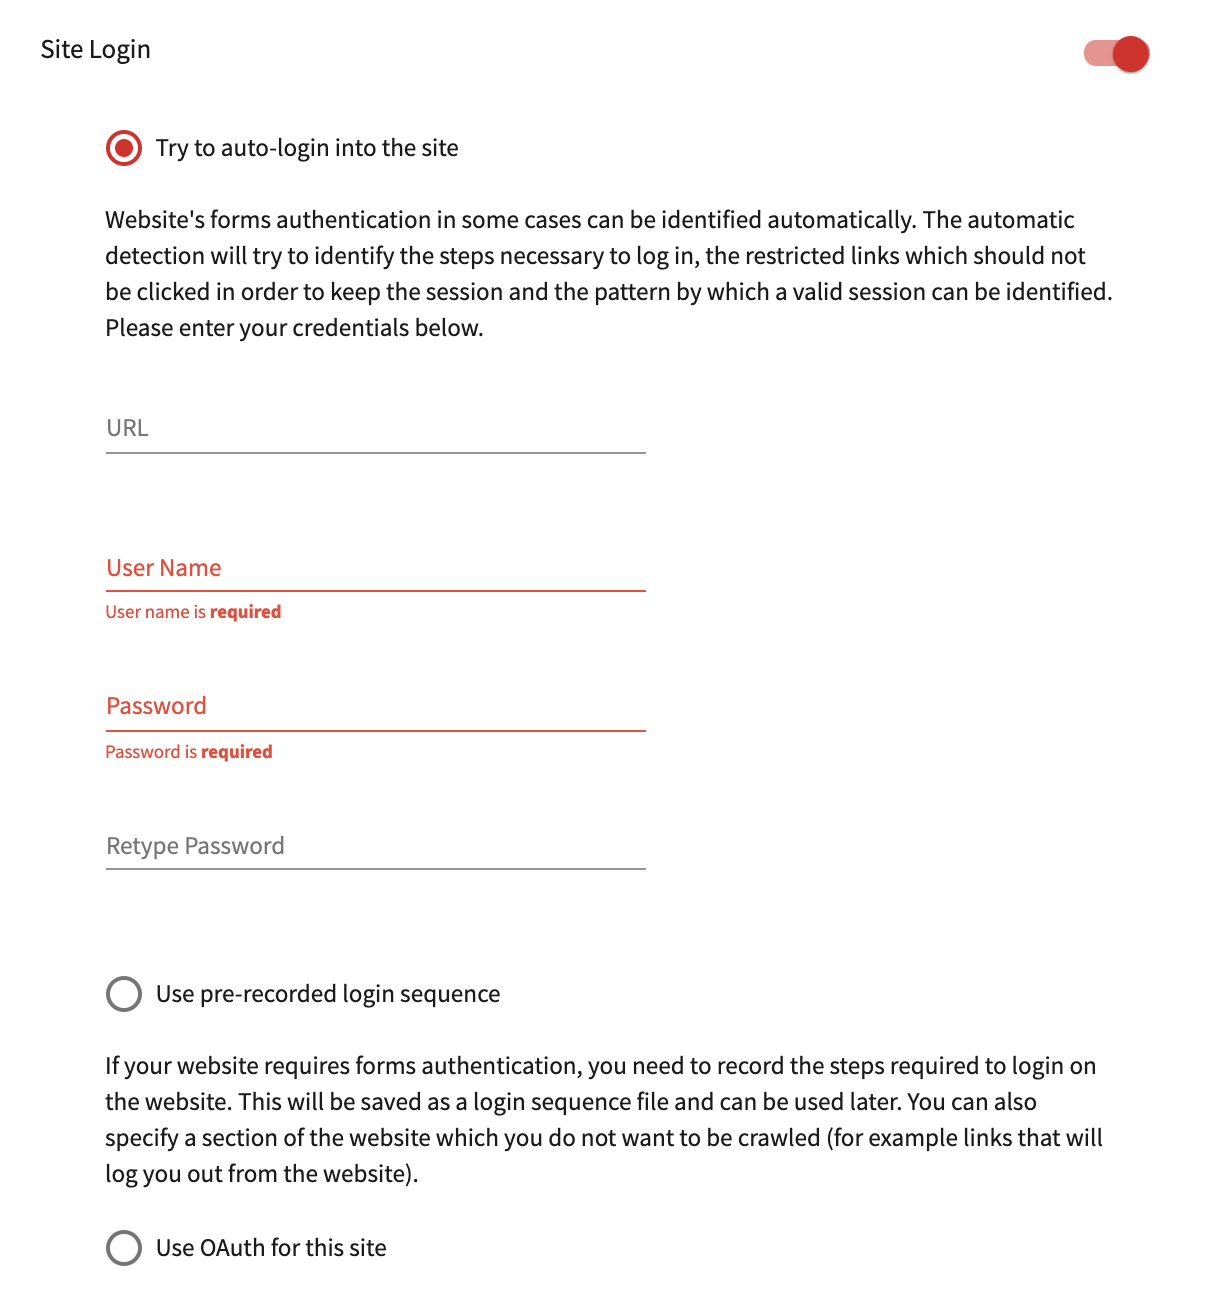 Site Login
Try to auto-login into the site
Website's forms authentication in some cases can be identified automatically. The automatic
detection will try to identify the steps necessary to log in, the restricted links which should not
be clicked in order to keep the session and the pattern by which a valid session can be identified.
Please enter your credentials below.
URL
User Name
User name is required
Password
Password is required
Retype Password
Use pre-recorded login sequence
If your website requires forms authentication, you need to record the steps required to login on
the website. This will be saved as a login sequence file and can be used later. You can also
specify a section of the website which you do not want to be crawled (for example links that will
log you out from the website).
Use OAuth for this site